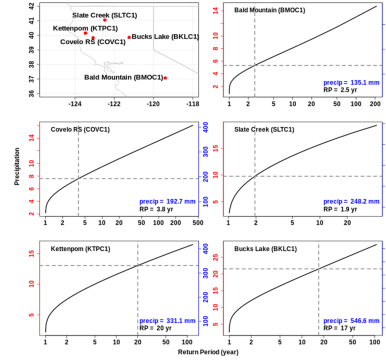 Slate Creek (SLTC1)
Kettenpom (KTPC1)
Covelo RS (COVC1)
Bucks Lake (BKLC1)
Bald Mountain (BMOC1)
36 37 38 39 40 41 42
-124 -122 -120 -118
Bald Mountain (BMOC1)
2 6 10 14
precip = 135.1 mm
RP = 2.5 yr
1 2 5 10 20 50 100 200
Precipitation
Covelo RS (COVC1)
2 4 6 8 10 14
100 200 300 400
precip = 192.7 mm
RP = 3.8 yr
1 2 5 10 20 50 100 200 500
Slate Creek (SLTC1)
5 10 15
precip = 248.2 mm
RP = 1.9 yr
1 2 5 10 20
Kettenpom (KTPC1)
5 10 15
100 200 300 400
precip = 331.1 mm
RP = 20 yr
1 2 5 10 20 50 100
Bucks Lake (BKLC1)
5 10 15 20 25
precip = 546.6 mm
RP = 17 yr
1 2 5 10 20 50 100
Return Period (year)